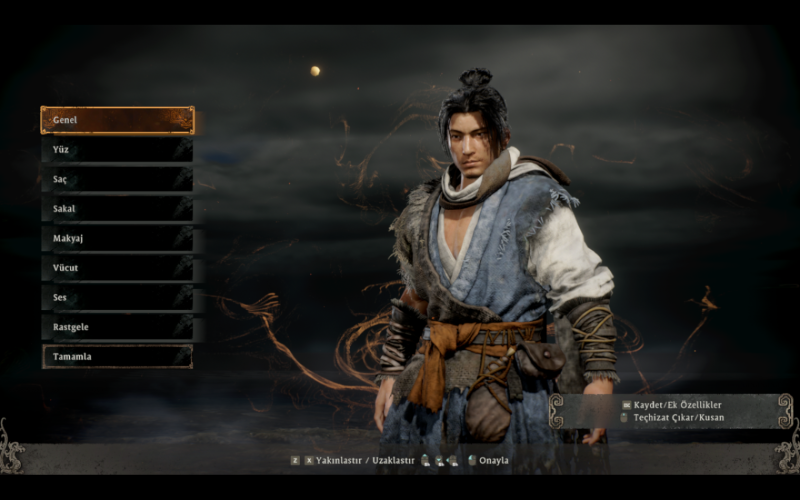 Genel
Yüz
Saç
Sakal
Makyaj
Vücut
Ses
Rastgele
Tamamla
Kaydet/Ek Özellikler
Teçhizat Çıkar/Kuşan
Z X Yakınlaştır / Uzaklaştır Onayla